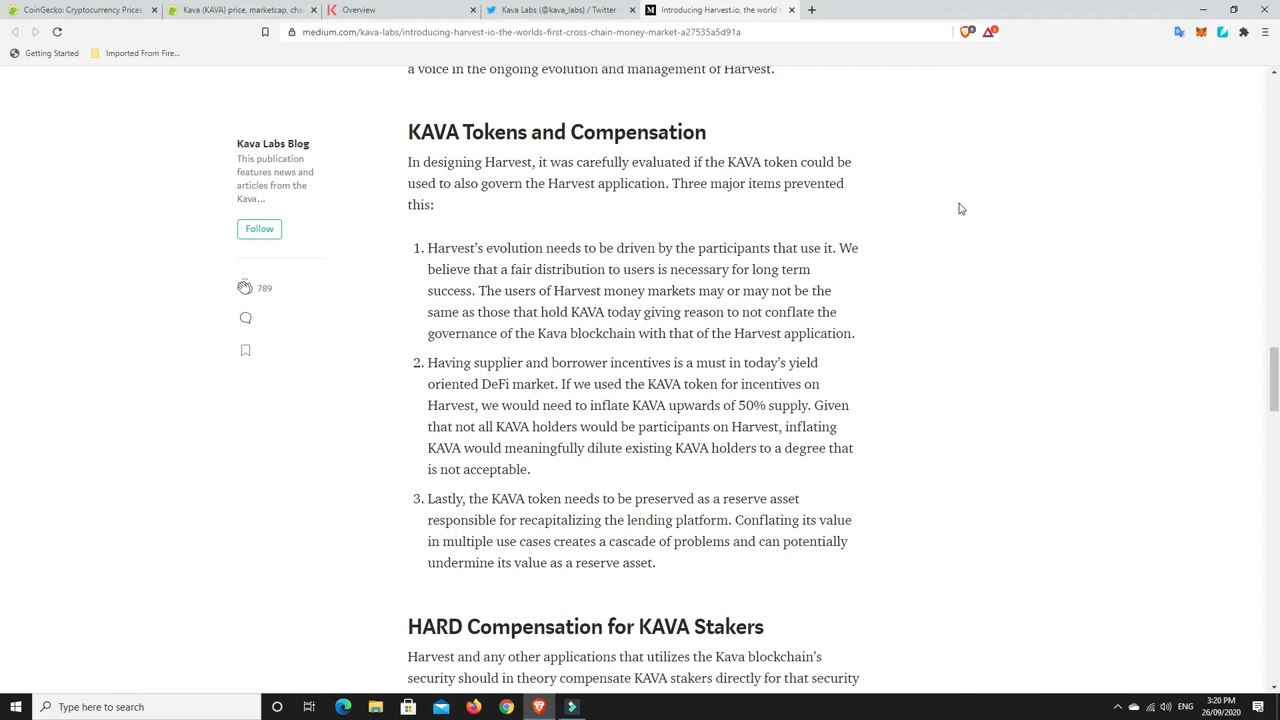 CoinGecko: Cryptocurrency Prices
Kava (KAVA) price, marketcap, cha
Overview
Kava Labs (@kava_labs) / Twitter
Introducing Harvest.io, the world's
medium.com/kava-labs/introducing-harvest-io-the-worlds-first-cross-chain-money-market-a27535a5d91a
Getting Started
Imported From Fire...
a voice in the ongoing evolution and management of Harvest.
Kava Labs Blog
This publication
features news and
articles from the
Kava...
Follow
789
KAVA Tokens and Compensation
In designing Harvest, it was carefully evaluated if the KAVA token could be
used to also govern the Harvest application. Three major items prevented
this:
1. Harvest's evolution needs to be driven by the participants that use it. We
believe that a fair distribution to users is necessary for long term
success. The users of Harvest money markets may or may not be the
same as those that hold KAVA today giving reason to not conflate the
governance of the Kava blockchain with that of the Harvest application.
2. Having supplier and borrower incentives is a must in today's yield
oriented DeFi market. If we used the KAVA token for incentives on
Harvest, we would need to inflate KAVA upwards of 50% supply. Given
that not all KAVA holders would be participants on Harvest, inflating
KAVA would meaningfully dilute existing KAVA holders to a degree that
is not acceptable.
3. Lastly, the KAVA token needs to be preserved as a reserve asset
responsible for recapitalizing the lending platform. Conflating its value
in multiple use cases creates a cascade of problems and can potentially
undermine its value as a reserve asset.
HARD Compensation for KAVA Stakers
Harvest and any other applications that utilizes the Kava blockchain's
security should in theory compensate KAVA stakers directly for that security
Type here to search
ENG
3:20 PM
26/09/2020